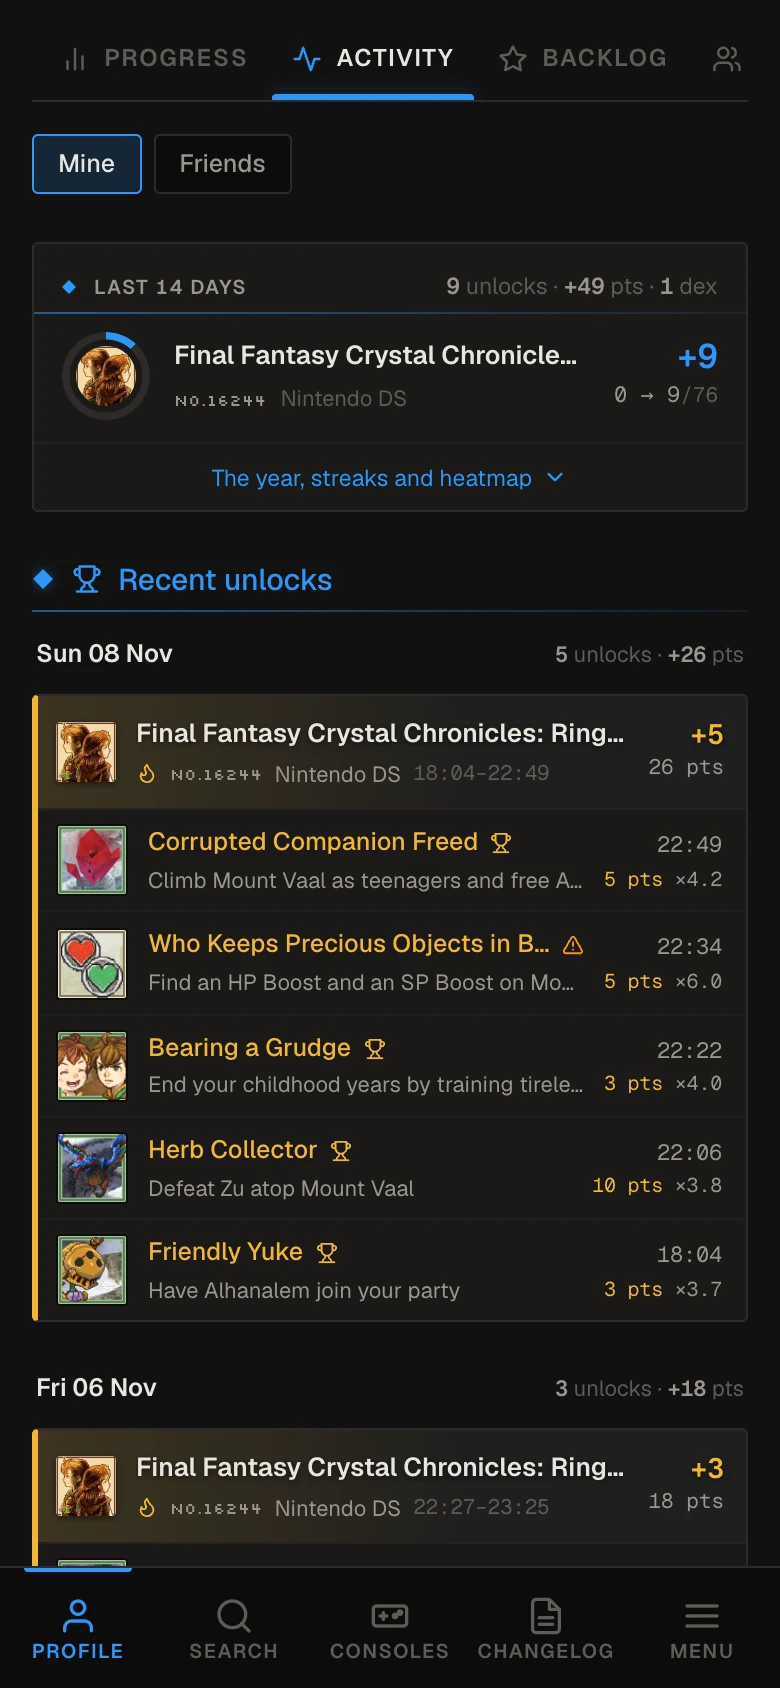 PROGRESS ACTIVITY BACKLOG
Mine Friends
LAST 14 DAYS 9 unlocks · +49 pts · 1 dex
Final Fantasy Crystal Chronicle... +9
NO.16244 Nintendo DS 0 → 9/76
The year, streaks and heatmap
Recent unlocks
Sun 08 Nov 5 unlocks · +26 pts
Final Fantasy Crystal Chronicles: Ring... +5
NO.16244 Nintendo DS 18:04–22:49 26 pts
Corrupted Companion Freed 22:49
Climb Mount Vaal as teenagers and free A... 5 pts ×4.2
Who Keeps Precious Objects in B... 22:34
Find an HP Boost and an SP Boost on Mo... 5 pts ×6.0
Bearing a Grudge 22:22
End your childhood years by training tirele... 3 pts ×4.0
Herb Collector 22:06
Defeat Zu atop Mount Vaal 10 pts ×3.8
Friendly Yuke 18:04
Have Alhanalem join your party 3 pts ×3.7
Fri 06 Nov 3 unlocks · +18 pts
Final Fantasy Crystal Chronicles: Ring... +3
NO.16244 Nintendo DS 22:27–23:25 18 pts
PROFILE SEARCH CONSOLES CHANGELOG MENU